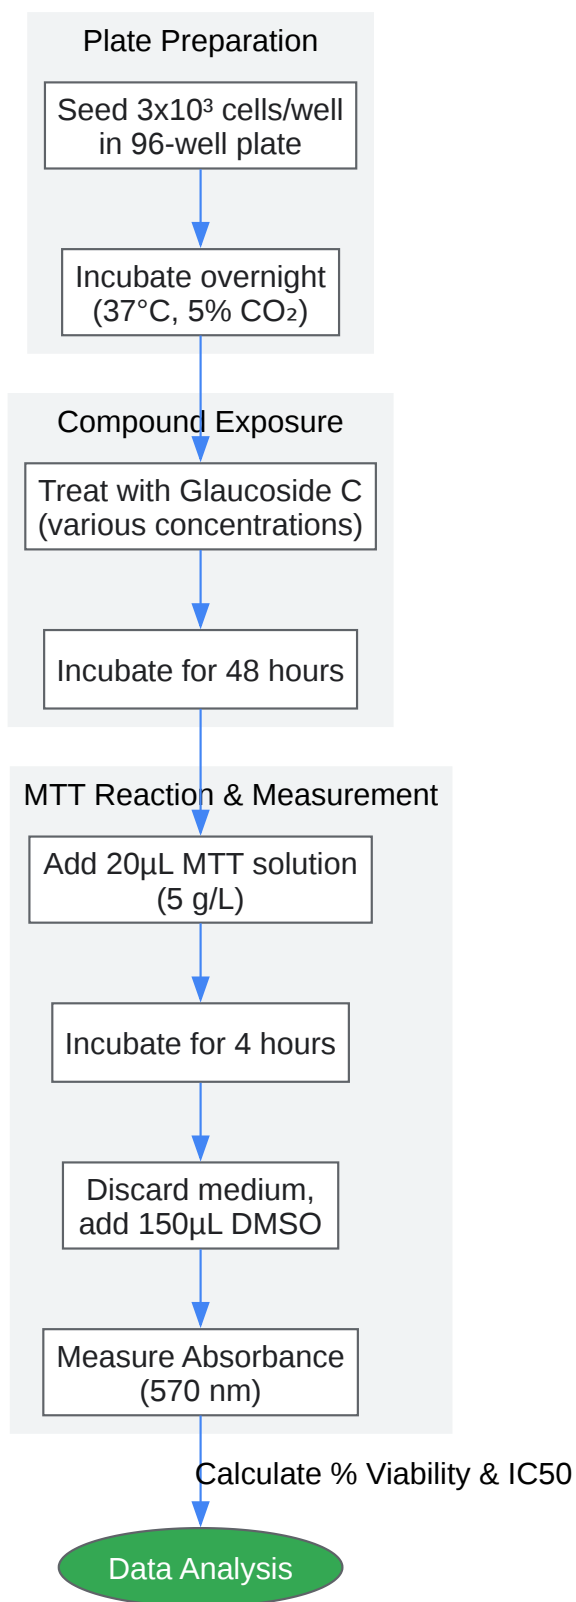 Plate Preparation
Seed 3x10³ cells/well
in 96-well plate
Incubate overnight
(37°C, 5% CO₂)
Compound Exposure
Treat with Glaucoside C
(various concentrations)
Incubate for 48 hours
MTT Reaction & Measurement
Add 20µL MTT solution
(5 g/L)
Incubate for 4 hours
Discard medium,
add 150µL DMSO
Measure Absorbance
(570 nm)
Calculate % Viability & IC50
Data Analysis